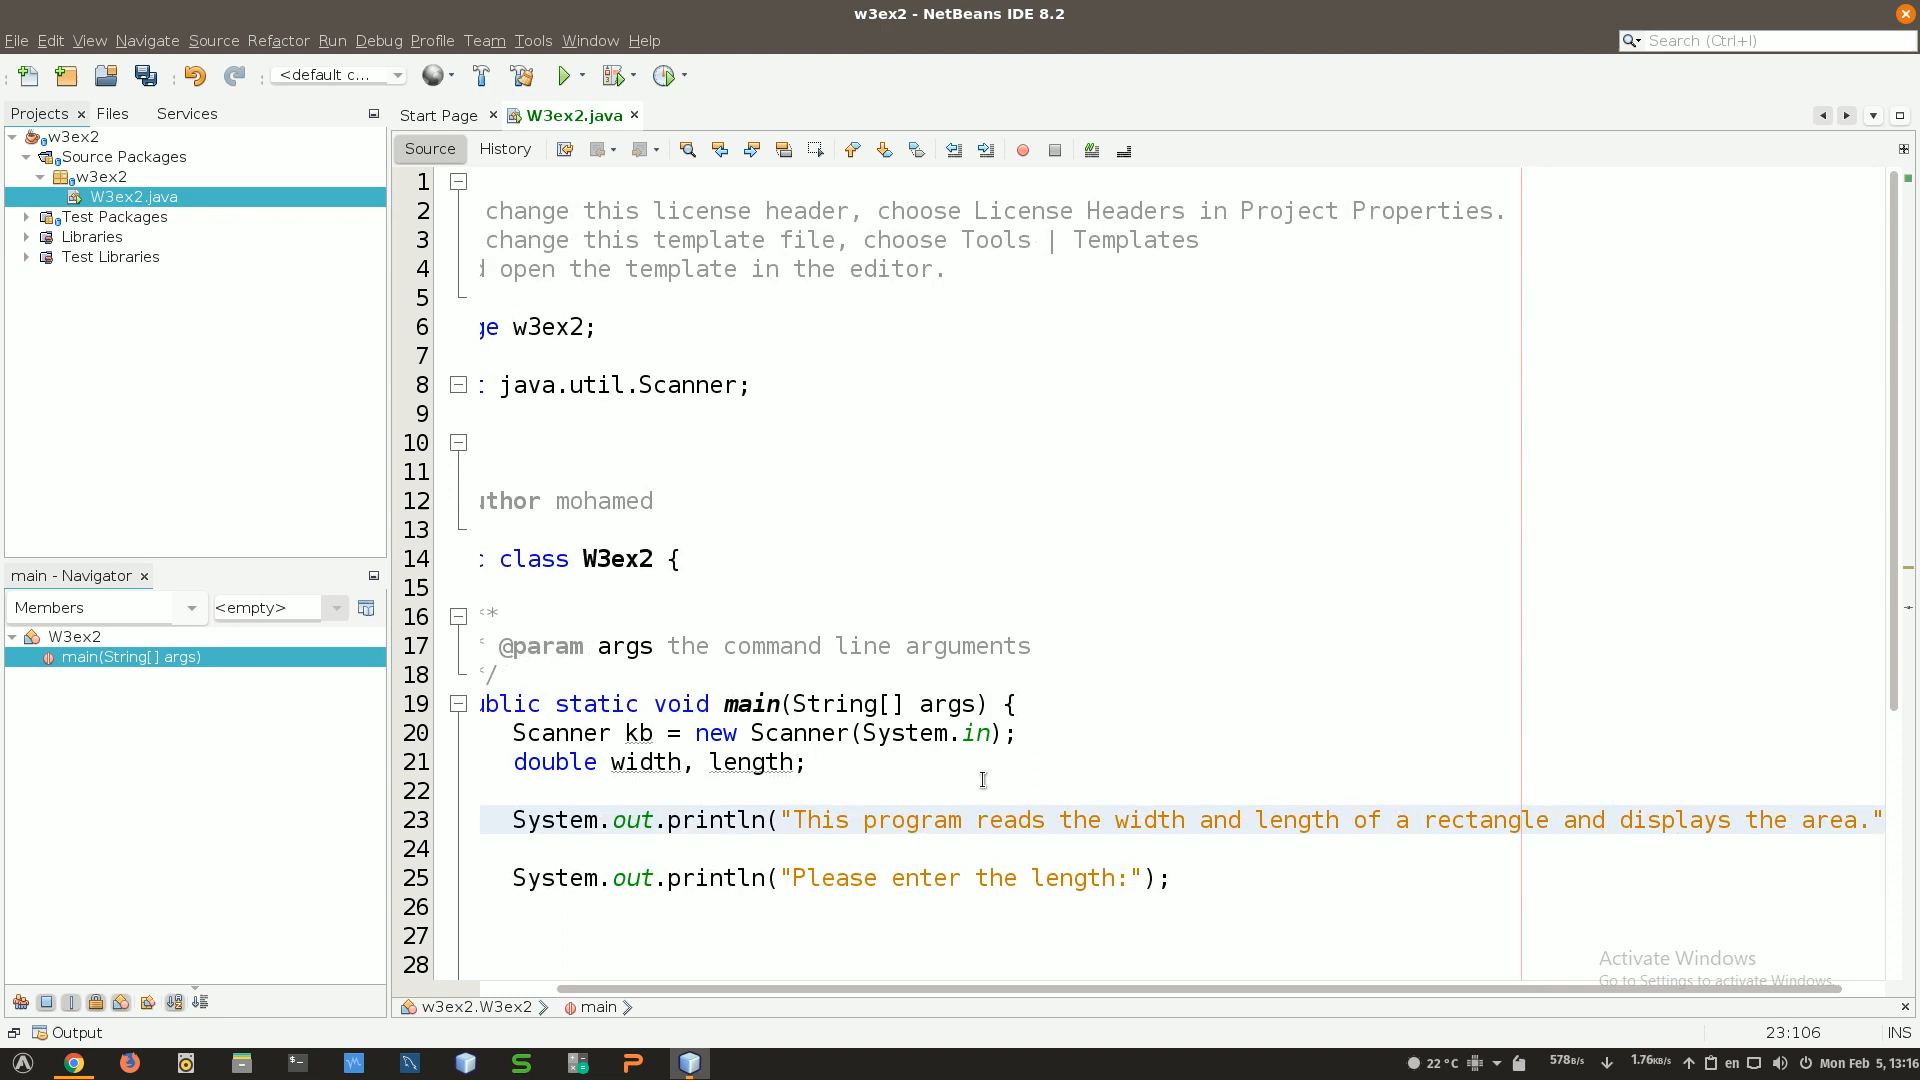 w3ex2 - NetBeans IDE 8.2
File Edit View Navigate Source Refactor Run Debug Profile Team Tools Window Help
Search (Ctrl+I)
<default c...
Projects Files Services
Start Page W3ex2.java
w3ex2
Source Packages
w3ex2
W3ex2.java
Test Packages
Libraries
Test Libraries
Source History
1
2 change this license header, choose License Headers in Project Properties.
3 change this template file, choose Tools | Templates
4 d open the template in the editor.
5
6 ge w3ex2;
7
8 t java.util.Scanner;
9
10
11
12 uthor mohamed
13
14 c class W3ex2 {
15
16 **
17 * @param args the command line arguments
18 */
19 ublic static void main(String[] args) {
20 Scanner kb = new Scanner(System.in);
21 double width, length;
22
23 System.out.println("This program reads the width and length of a rectangle and displays the area."
24
25 System.out.println("Please enter the length:");
26
27
28
main - Navigator
Members <empty>
W3ex2
main(String[] args)
Activate Windows
Go to Settings to activate Windows.
w3ex2.W3ex2 main
Output
23:106 INS
22 °C 578B/s 1.76KB/s en Mon Feb 5, 13:16